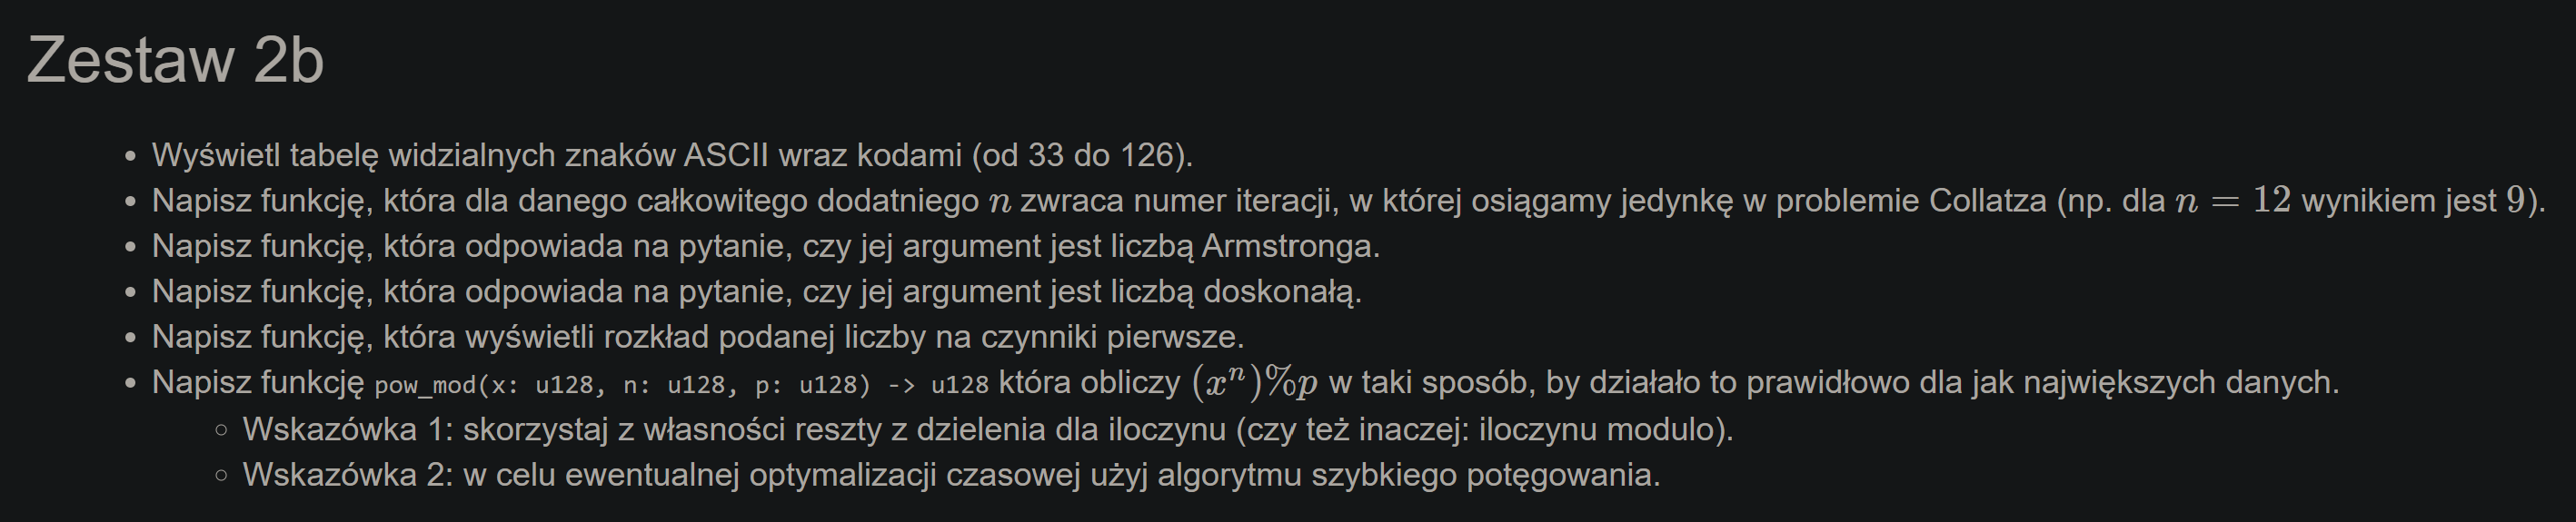 Zestaw 2b
• Wyświetl tabelę widzialnych znaków ASCII wraz kodami (od 33 do 126).
• Napisz funkcję, która dla danego całkowitego dodatniego n zwraca numer iteracji, w której osiągamy jedynkę w problemie Collatza (np. dla n = 12 wynikiem jest 9).
• Napisz funkcję, która odpowiada na pytanie, czy jej argument jest liczbą Armstronga.
• Napisz funkcję, która odpowiada na pytanie, czy jej argument jest liczbą doskonałą.
• Napisz funkcję, która wyświetli rozkład podanej liczby na czynniki pierwsze.
• Napisz funkcję pow_mod(x: u128, n: u128, p: u128) -> u128 która obliczy (xⁿ)%p w taki sposób, by działało to prawidłowo dla jak największych danych.
○ Wskazówka 1: skorzystaj z własności reszty z dzielenia dla iloczynu (czy też inaczej: iloczynu modulo).
○ Wskazówka 2: w celu ewentualnej optymalizacji czasowej użyj algorytmu szybkiego potęgowania.